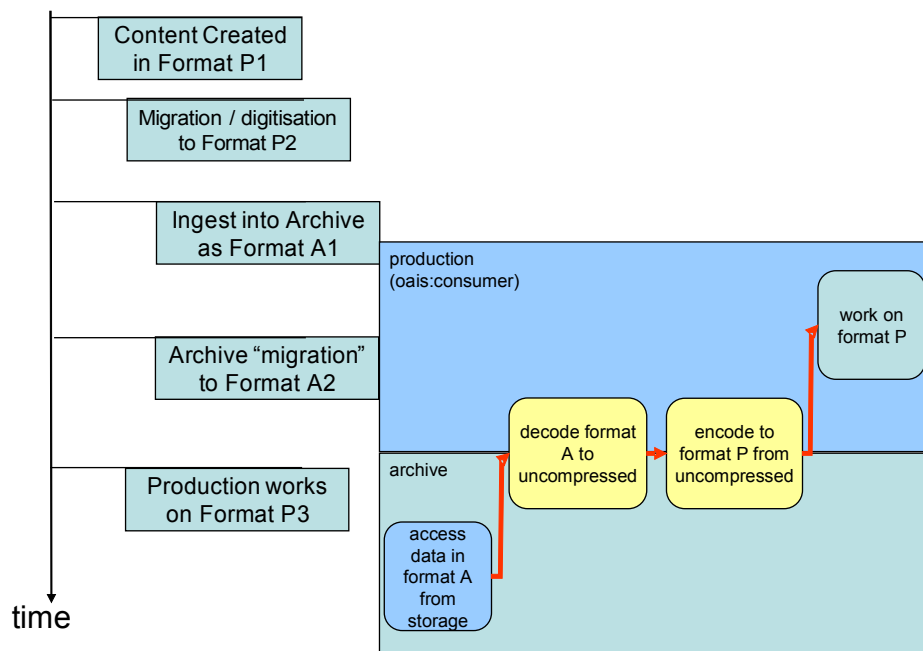 Content Created
in Format P1
Migration / digitisation
to Format P2
Ingest into Archive
as Format A1
Archive “migration”
to Format A2
Production works
on Format P3
time
production
(oais:consumer)
work on
format P
decode format
A to
uncompressed
encode to
format P from
uncompressed
archive
access
data in
format A
from
storage